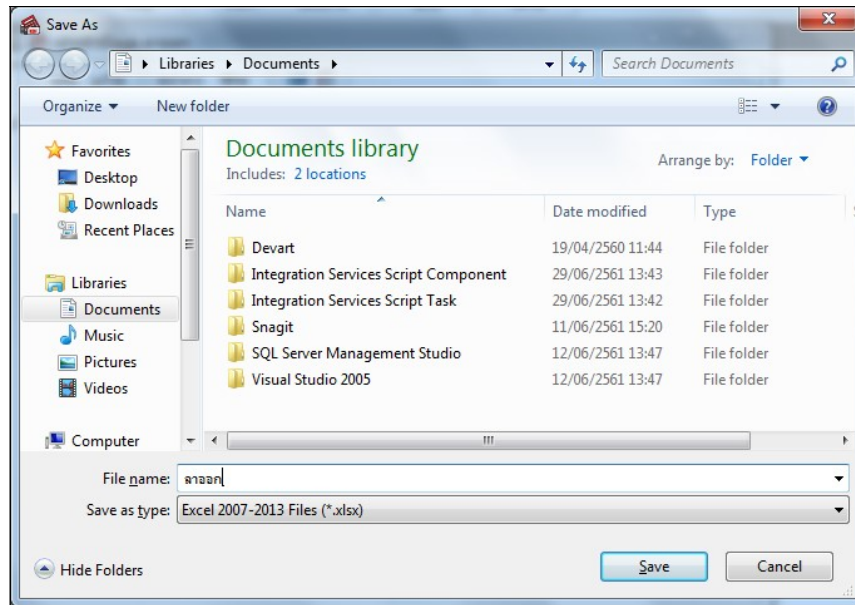 Save As
Libraries Documents
Search Documents
Organize New folder
Favorites
Desktop
Downloads
Recent Places
Libraries
Documents
Music
Pictures
Videos
Computer
Documents library
Includes: 2 locations
Arrange by: Folder
Name Date modified Type
Devart 19/04/2560 11:44 File folder
Integration Services Script Component 29/06/2561 13:43 File folder
Integration Services Script Task 29/06/2561 13:42 File folder
Snagit 11/06/2561 15:20 File folder
SQL Server Management Studio 12/06/2561 13:47 File folder
Visual Studio 2005 12/06/2561 13:47 File folder
File name: ลาออก
Save as type: Excel 2007-2013 Files (*.xlsx)
Hide Folders
Save Cancel